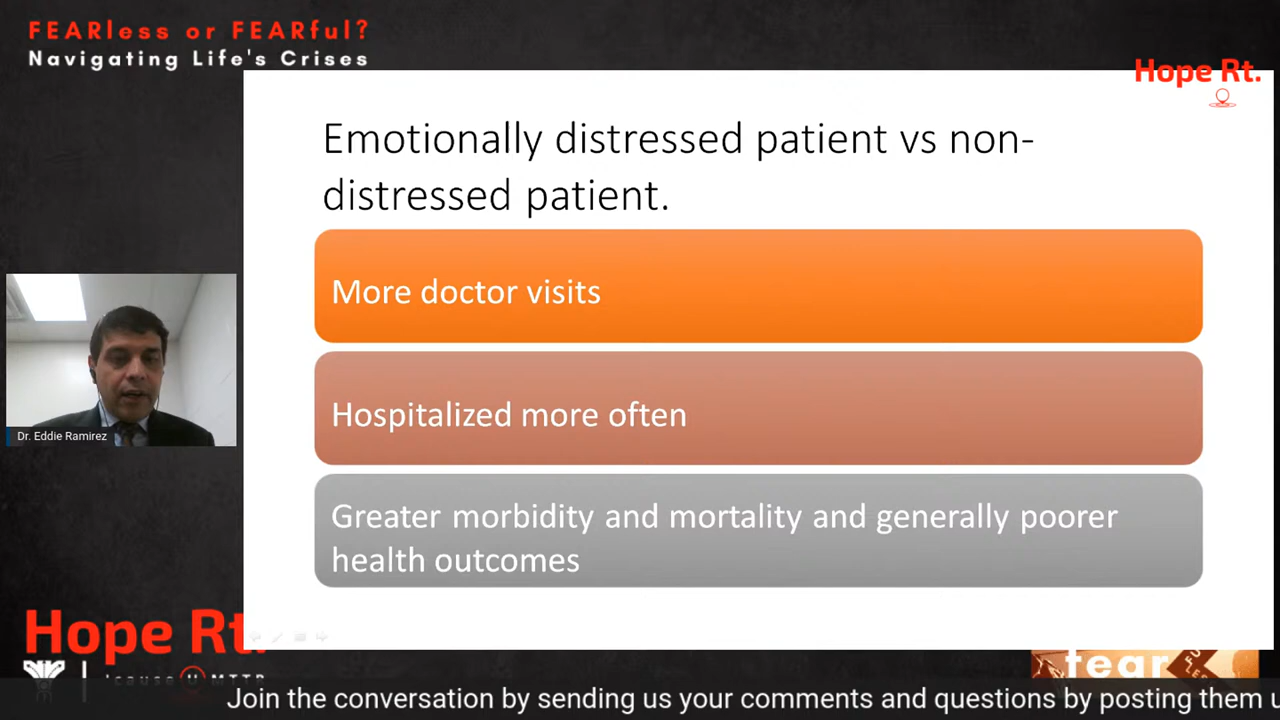 FEARless or FEARful?
Navigating Life's Crises
Hope Rt.
Emotionally distressed patient vs non-
distressed patient.
More doctor visits
Hospitalized more often
Greater morbidity and mortality and generally poorer
health outcomes
Dr. Eddie Ramirez
Hope Rt.
fear
Join the conversation by sending us your comments and questions by posting them